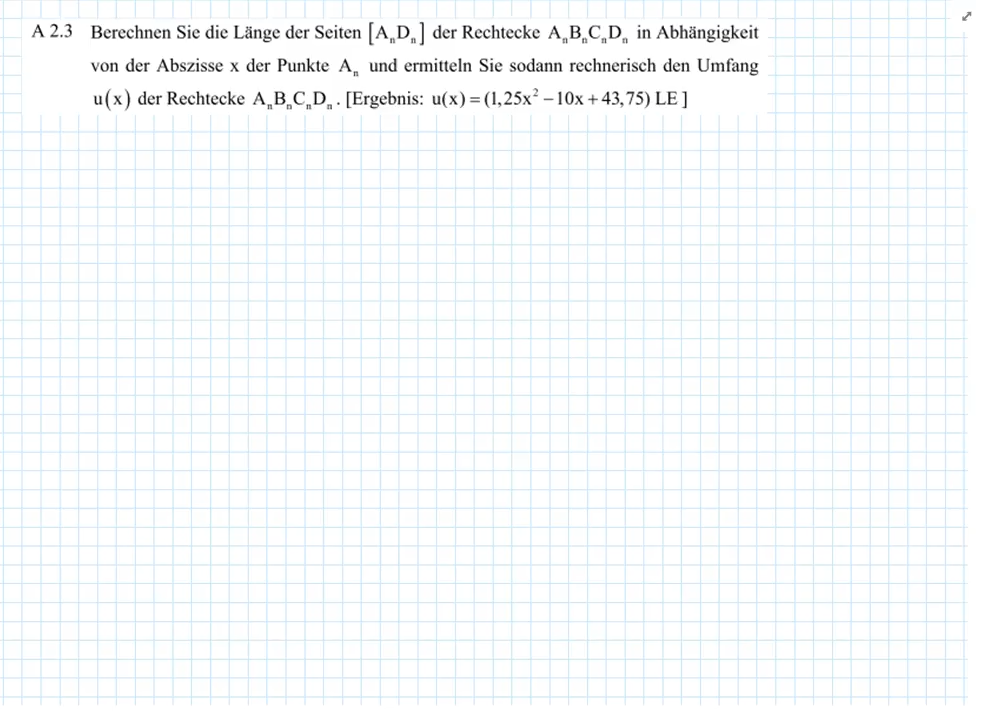 A 2.3 Berechnen Sie die Länge der Seiten [AₙDₙ] der Rechtecke AₙBₙCₙDₙ in Abhängigkeit
von der Abszisse x der Punkte Aₙ und ermitteln Sie sodann rechnerisch den Umfang
u(x) der Rechtecke AₙBₙCₙDₙ. [Ergebnis: u(x) = (1,25x² − 10x + 43,75) LE ]